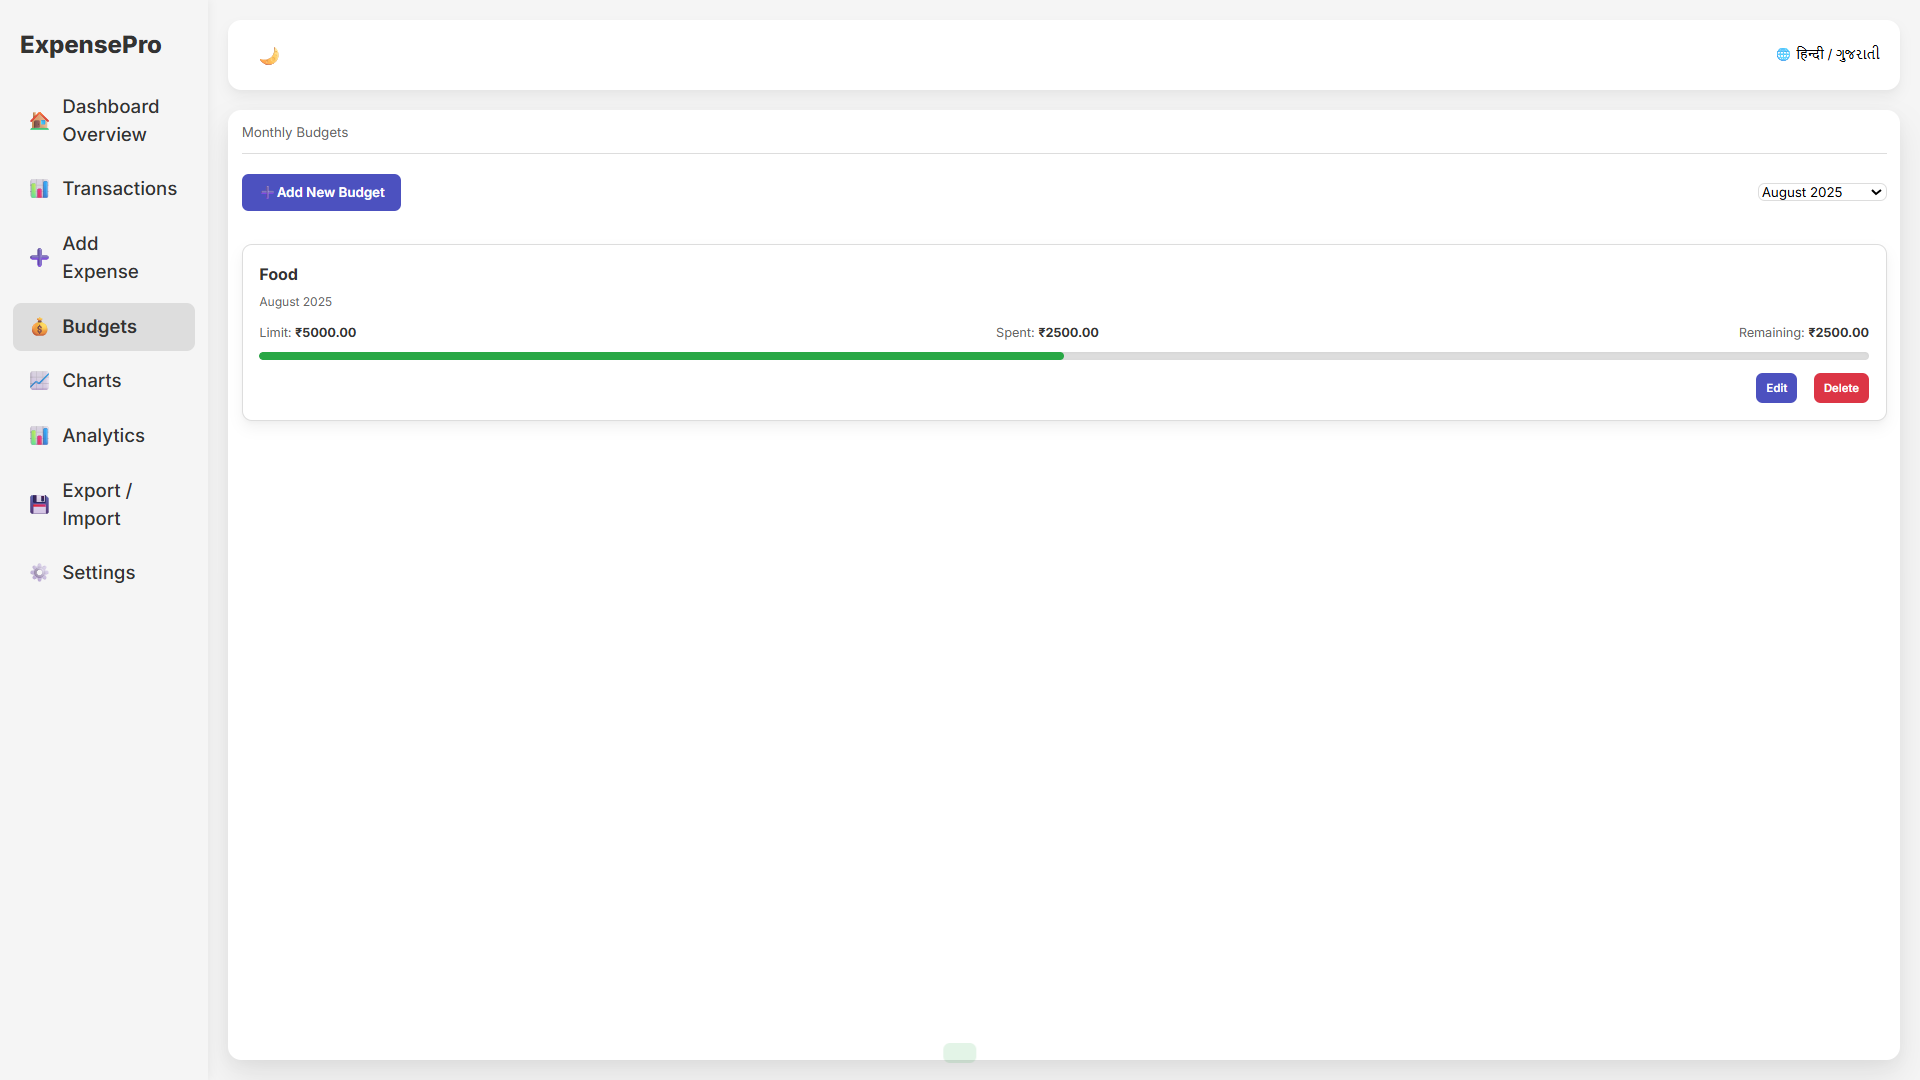 ExpensePro
Dashboard
Overview
Transactions
Add
Expense
Budgets
Charts
Analytics
Export /
Import
Settings
हिन्दी / ગુજરાતી
Monthly Budgets
Add New Budget
August 2025
Food
August 2025
Limit: ₹5000.00
Spent: ₹2500.00
Remaining: ₹2500.00
Edit
Delete